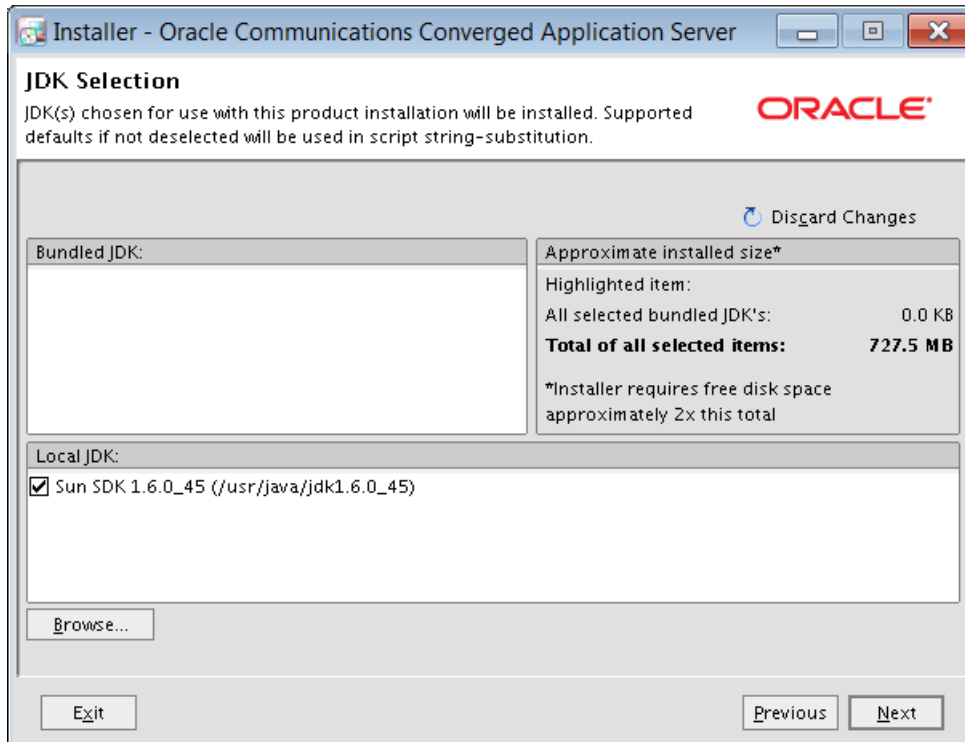 Installer - Oracle Communications Converged Application Server
JDK Selection
JDK(s) chosen for use with this product installation will be installed. Supported
defaults if not deselected will be used in script string-substitution.
ORACLE
Discard Changes
Bundled JDK:
Approximate installed size*
Highlighted item:
All selected bundled JDK's: 0.0 KB
Total of all selected items: 727.5 MB
*Installer requires free disk space
approximately 2x this total
Local JDK:
Sun SDK 1.6.0_45 (/usr/java/jdk1.6.0_45)
Browse...
Exit
Previous
Next